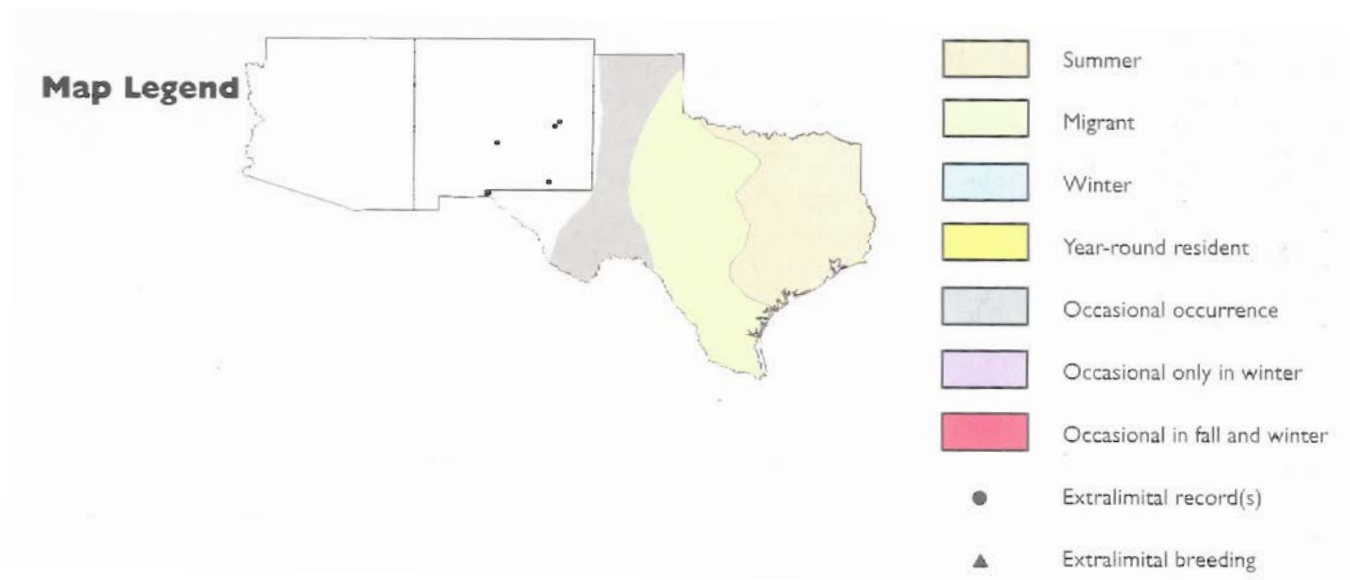 Map Legend
Summer
Migrant
Winter
Year-round resident
Occasional occurrence
Occasional only in winter
Occasional in fall and winter
Extralimital record(s)
Extralimital breeding